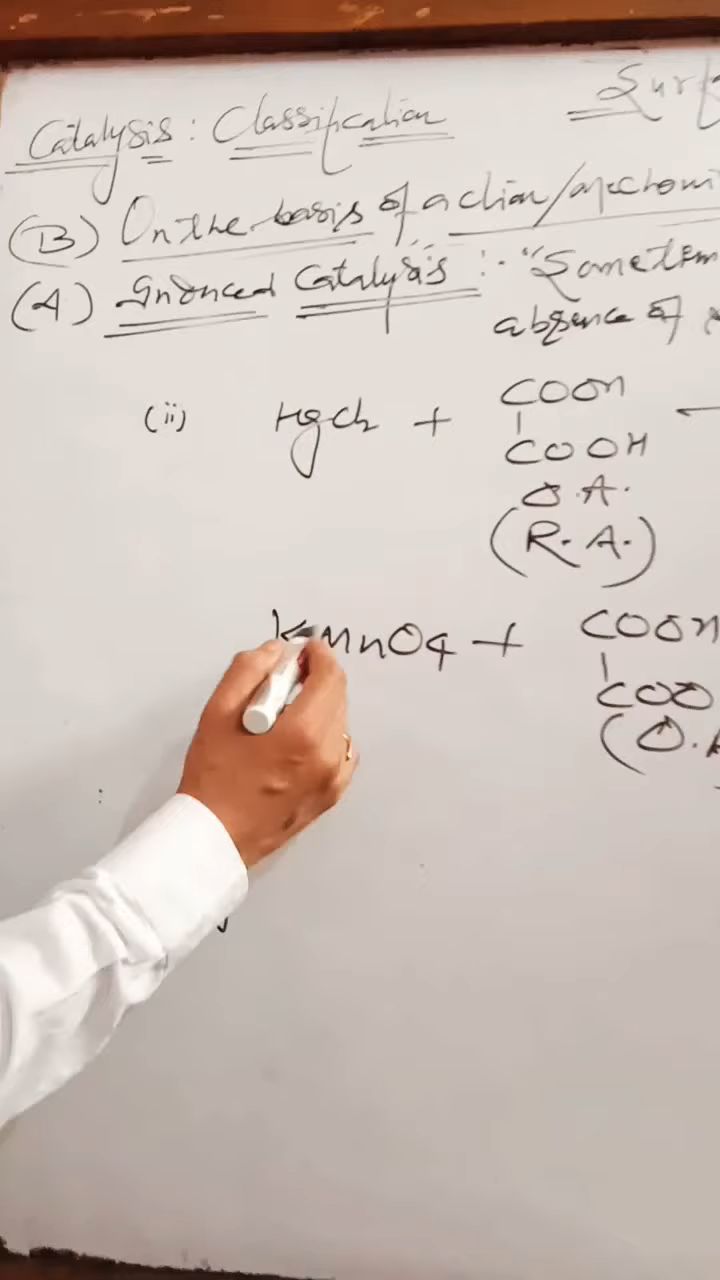 Catalysis : Classification Surf
(B) On the basis of action/mechani
(A) Induced Catalysis :- "Sometim
absence of
(ii) HgCl2 + COOH
COOH
O.A.
(R.A.)
KMnO4 + COOH
COO
(O.A